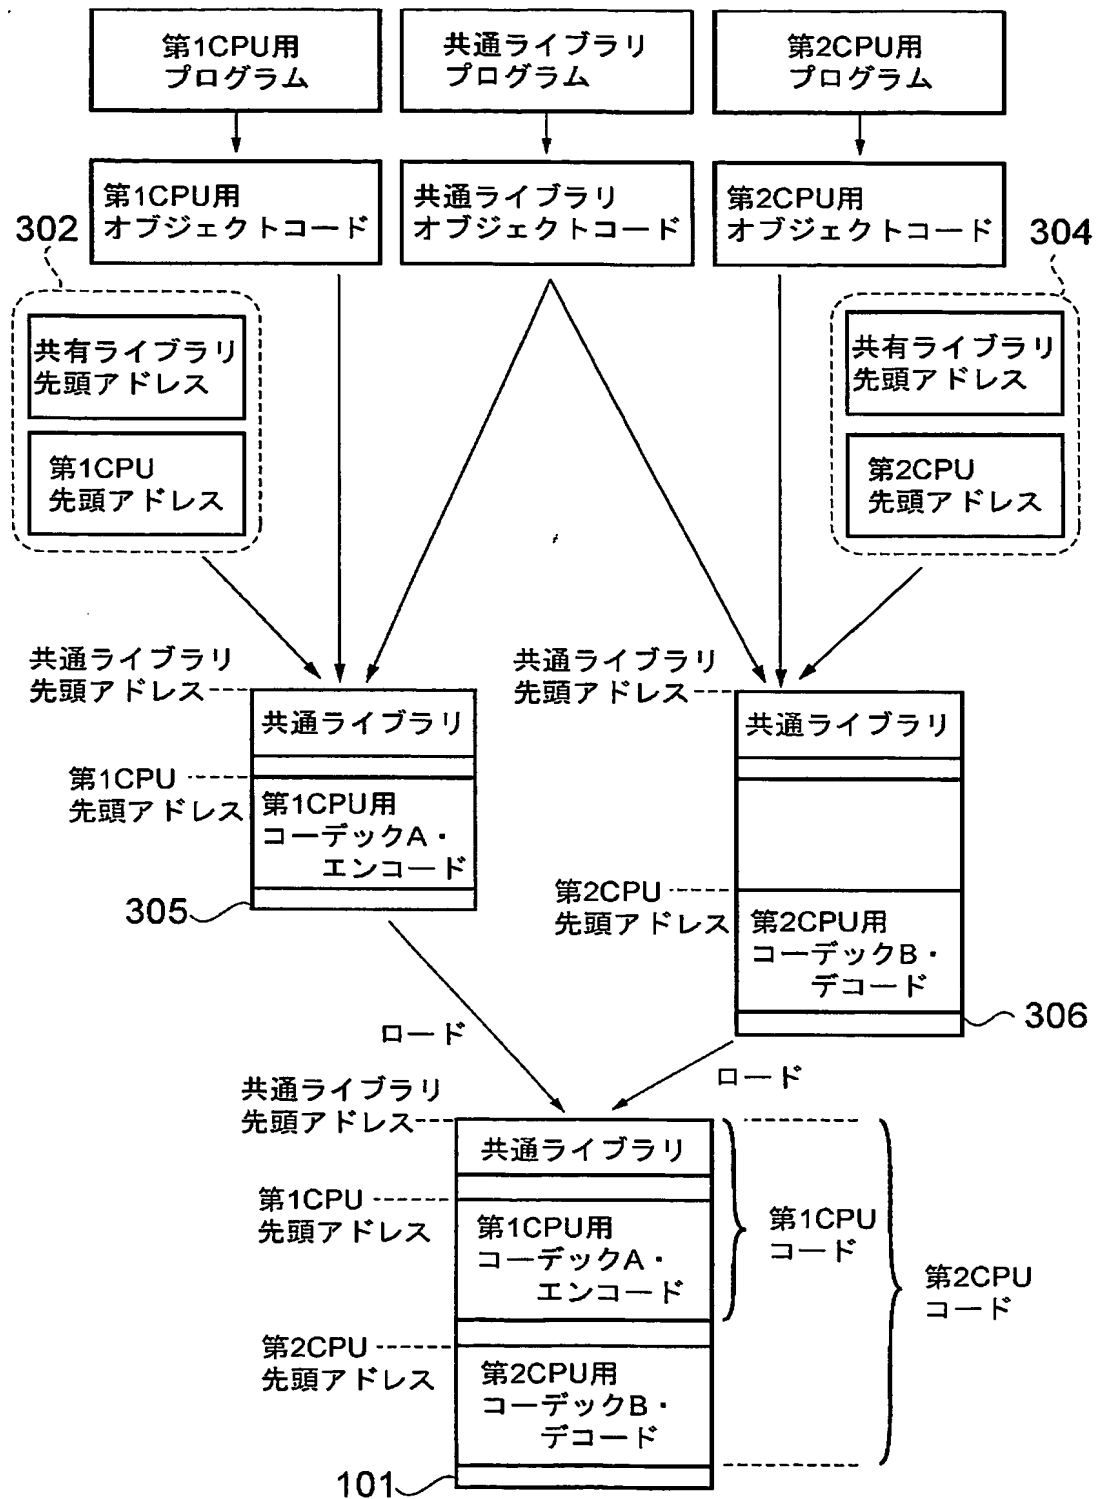 第1CPU用
プログラム
共通ライブラリ
プログラム
第2CPU用
プログラム
第1CPU用
オブジェクトコード
共通ライブラリ
オブジェクトコード
第2CPU用
オブジェクトコード
302
304
共有ライブラリ
先頭アドレス
第1CPU
先頭アドレス
共有ライブラリ
先頭アドレス
第2CPU
先頭アドレス
共通ライブラリ
先頭アドレス
共通ライブラリ
第1CPU
先頭アドレス
第1CPU用
コーデックA・
エンコード
305
共通ライブラリ
先頭アドレス
共通ライブラリ
第2CPU
先頭アドレス
第2CPU用
コーデックB・
デコード
306
ロード
ロード
共通ライブラリ
先頭アドレス
共通ライブラリ
第1CPU
先頭アドレス
第1CPU用
コーデックA・
エンコード
第1CPU
コード
第2CPU
コード
第2CPU
先頭アドレス
第2CPU用
コーデックB・
デコード
101